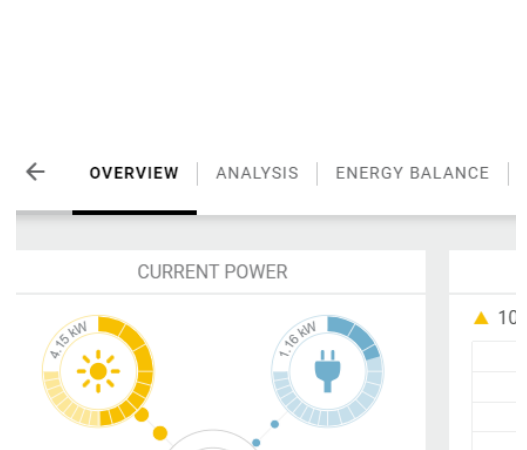 OVERVIEW ANALYSIS ENERGY BALANCE
CURRENT POWER
4.15 kW
1.16 kW
10